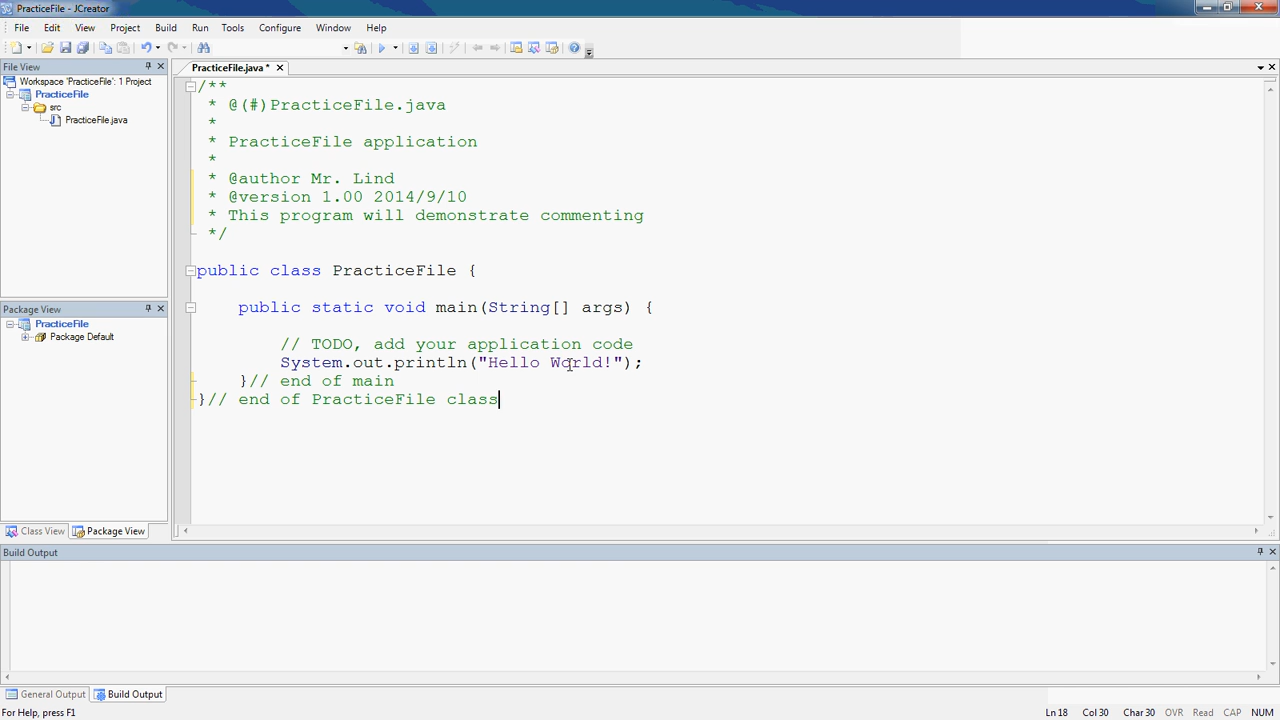 PracticeFile - JCreator
File Edit View Project Build Run Tools Configure Window Help
File View
Workspace 'PracticeFile': 1 Project
PracticeFile
src
PracticeFile.java
PracticeFile.java *
/**
 * @(#)PracticeFile.java
 *
 * PracticeFile application
 *
 * @author Mr. Lind
 * @version 1.00 2014/9/10
 * This program will demonstrate commenting
 */
public class PracticeFile {
    public static void main(String[] args) {
        // TODO, add your application code
        System.out.println("Hello World!");
    }// end of main
}// end of PracticeFile class
Package View
PracticeFile
Package Default
Class View Package View
Build Output
General Output Build Output
For Help, press F1 Ln 18 Col 30 Char 30 OVR Read CAP NUM